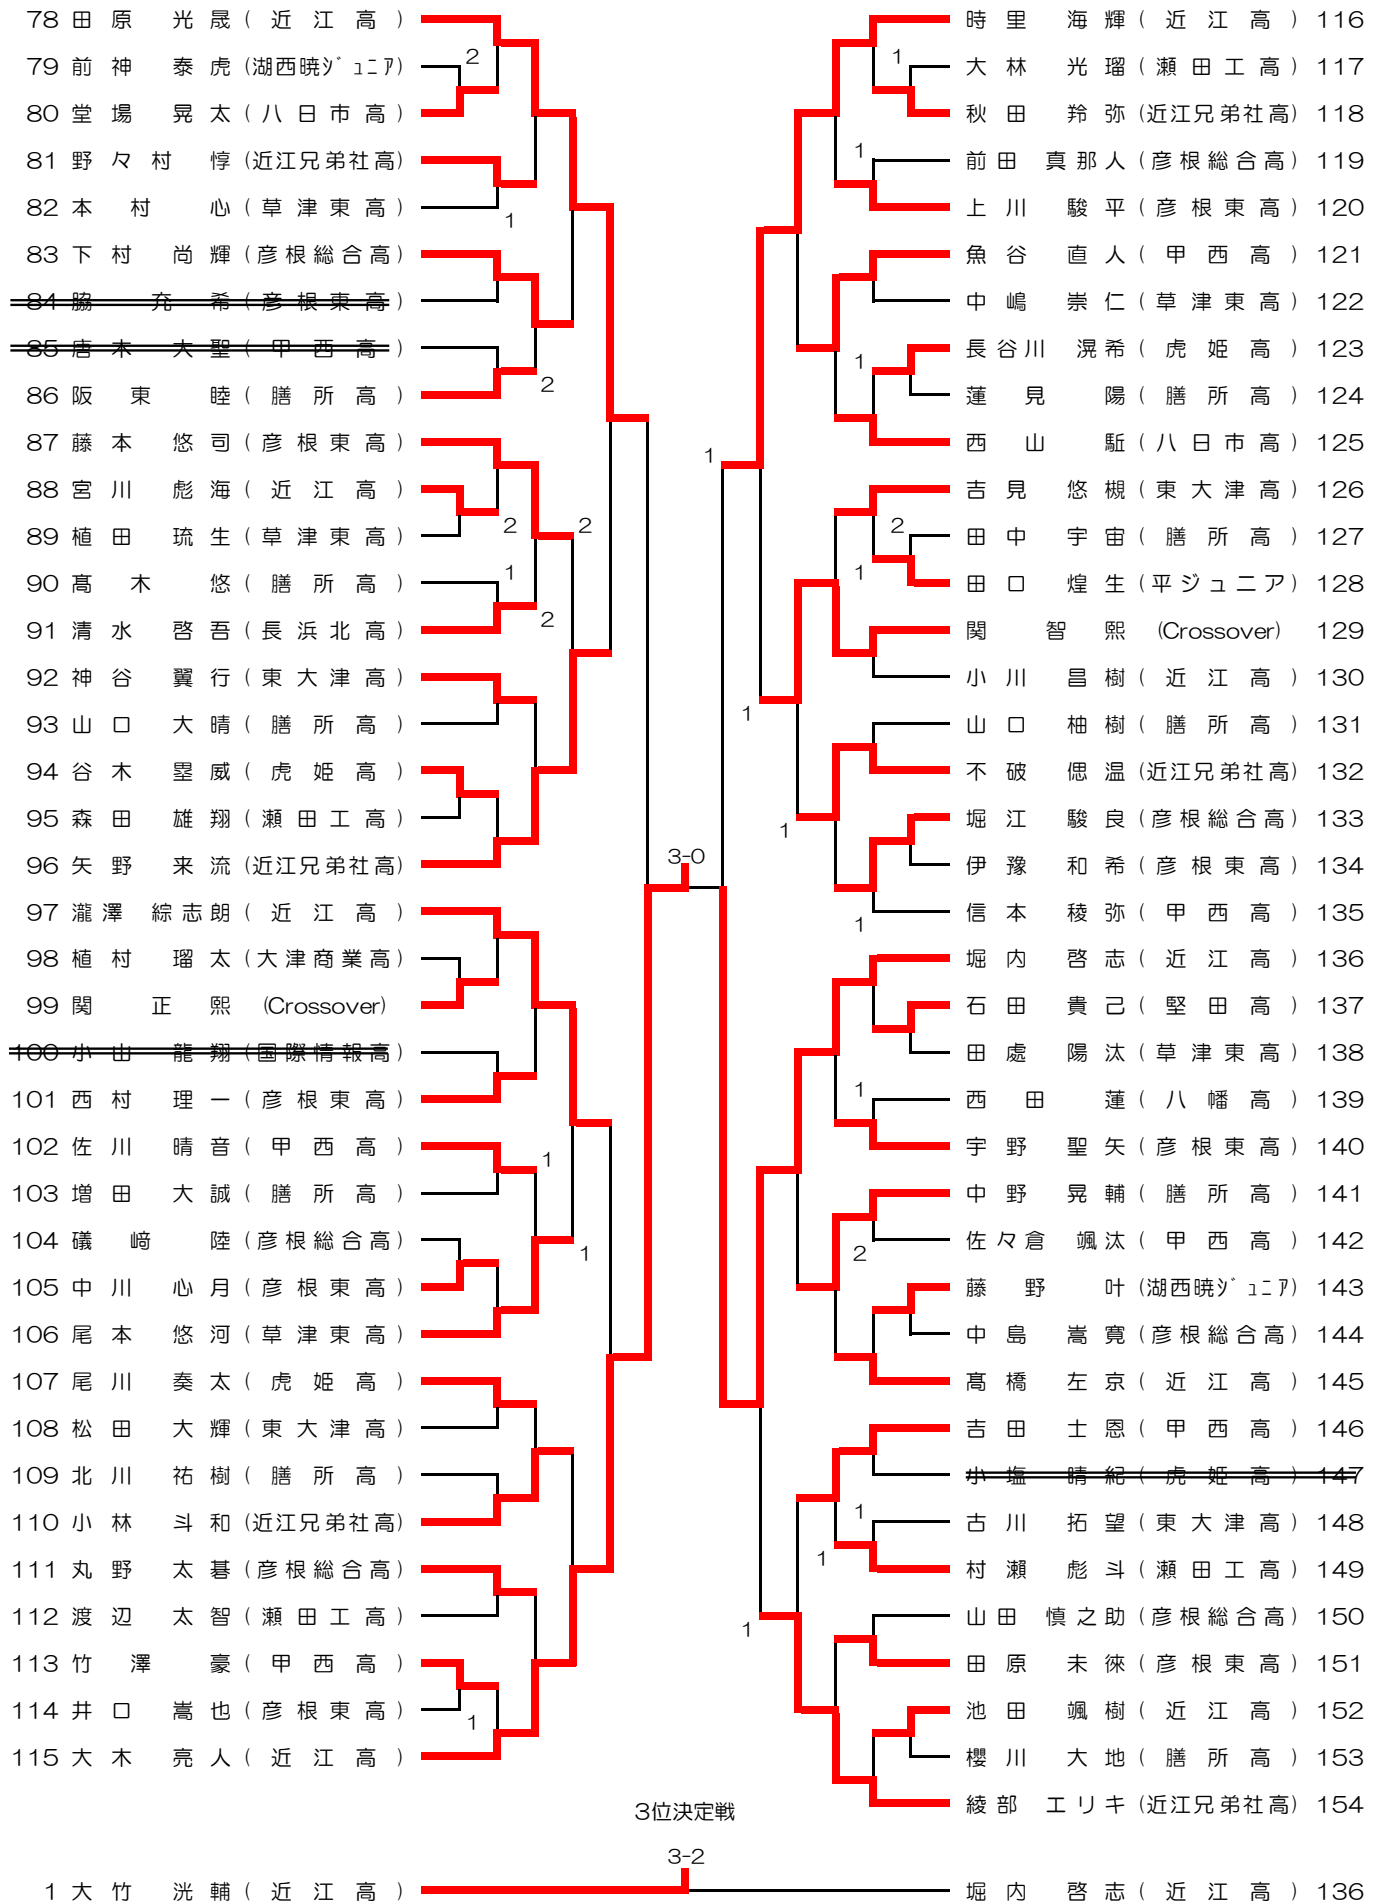 78 田原 光晟 (近江高)
79 前神 泰虎 (湖西暁ジュニア)
2
80 堂場 晃太 (八日市高)
81 野々村 惇 (近江兄弟社高)
82 本村 心 (草津東高)
1
83 下村 尚輝 (彦根総合高)
84 脇 充希 (彦根東高)
85 唐木 大聖 (甲西高)
86 阪東 睦 (膳所高)
2
87 藤本 悠司 (彦根東高)
88 宮川 彪海 (近江高)
89 植田 琉生 (草津東高)
2 2
90 髙木 悠 (膳所高)
1
91 清水 啓吾 (長浜北高)
2
92 神谷 翼行 (東大津高)
93 山口 大晴 (膳所高)
94 谷木 塁威 (虎姫高)
95 森田 雄翔 (瀬田工高)
96 矢野 来流 (近江兄弟社高)
3-0
97 瀧澤 綜志朗 (近江高)
98 植村 瑠太 (大津商業高)
99 関 正熙 (Crossover)
100 小山 龍翔 (国際情報高)
101 西村 理一 (彦根東高)
102 佐川 晴音 (甲西高)
1
103 増田 大誠 (膳所高)
104 礒﨑 陸 (彦根総合高)
1
105 中川 心月 (彦根東高)
106 尾本 悠河 (草津東高)
107 尾川 奏太 (虎姫高)
108 松田 大輝 (東大津高)
109 北川 祐樹 (膳所高)
110 小林 斗和 (近江兄弟社高)
111 丸野 太碁 (彦根総合高)
112 渡辺 太智 (瀬田工高)
113 竹澤 豪 (甲西高)
114 井口 嵩也 (彦根東高)
1
115 大木 亮人 (近江高)
時里 海輝 (近江高) 116
1
大林 光瑠 (瀬田工高) 117
秋田 羚弥 (近江兄弟社高) 118
1
前田 真那人 (彦根総合高) 119
上川 駿平 (彦根東高) 120
魚谷 直人 (甲西高) 121
中嶋 崇仁 (草津東高) 122
長谷川 滉希 (虎姫高) 123
1
蓮見 陽 (膳所高) 124
西山 駈 (八日市高) 125
1
吉見 悠槻 (東大津高) 126
2
田中 宇宙 (膳所高) 127
1
田口 煌生 (平ジュニア) 128
関 智熙 (Crossover) 129
小川 昌樹 (近江高) 130
1
山口 柚樹 (膳所高) 131
不破 偲温 (近江兄弟社高) 132
堀江 駿良 (彦根総合高) 133
1
伊豫 和希 (彦根東高) 134
信本 稜弥 (甲西高) 135
1
堀内 啓志 (近江高) 136
石田 貴己 (堅田高) 137
田處 陽汰 (草津東高) 138
1
西田 蓮 (八幡高) 139
宇野 聖矢 (彦根東高) 140
中野 晃輔 (膳所高) 141
佐々倉 颯汰 (甲西高) 142
2
藤野 叶 (湖西暁ジュニア) 143
中島 嵩寛 (彦根総合高) 144
髙橋 左京 (近江高) 145
吉田 士恩 (甲西高) 146
小塩 晴紀 (虎姫高) 147
1
古川 拓望 (東大津高) 148
1
村瀬 彪斗 (瀬田工高) 149
山田 慎之助 (彦根総合高) 150
1
田原 未徠 (彦根東高) 151
池田 颯樹 (近江高) 152
櫻川 大地 (膳所高) 153
綾部 エリキ (近江兄弟社高) 154
3位決定戦
3-2
1 大竹 洸輔 (近江高)
堀内 啓志 (近江高) 136